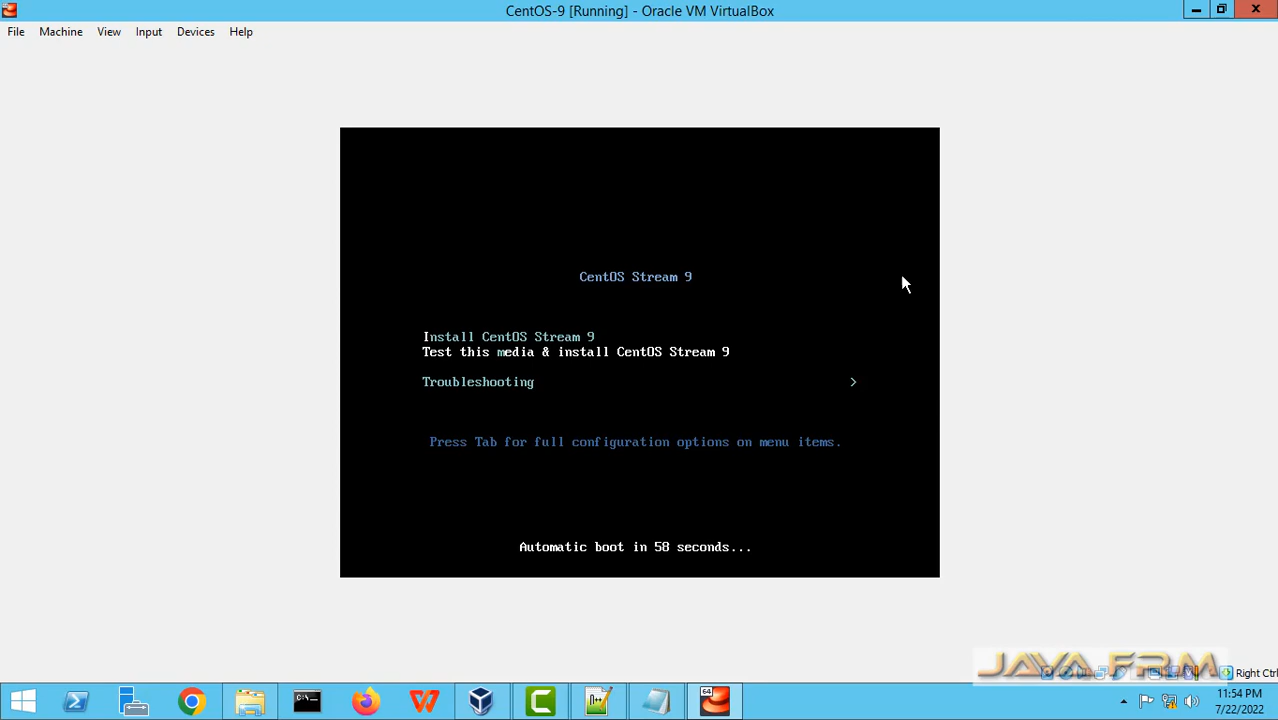 CentOS-9 [Running] - Oracle VM VirtualBox
File Machine View Input Devices Help
CentOS Stream 9
Install CentOS Stream 9
Test this media & install CentOS Stream 9
Troubleshooting >
Press Tab for full configuration options on menu items.
Automatic boot in 58 seconds...
JAVA FRM
Right Ctrl
N++
64
11:54 PM
7/22/2022